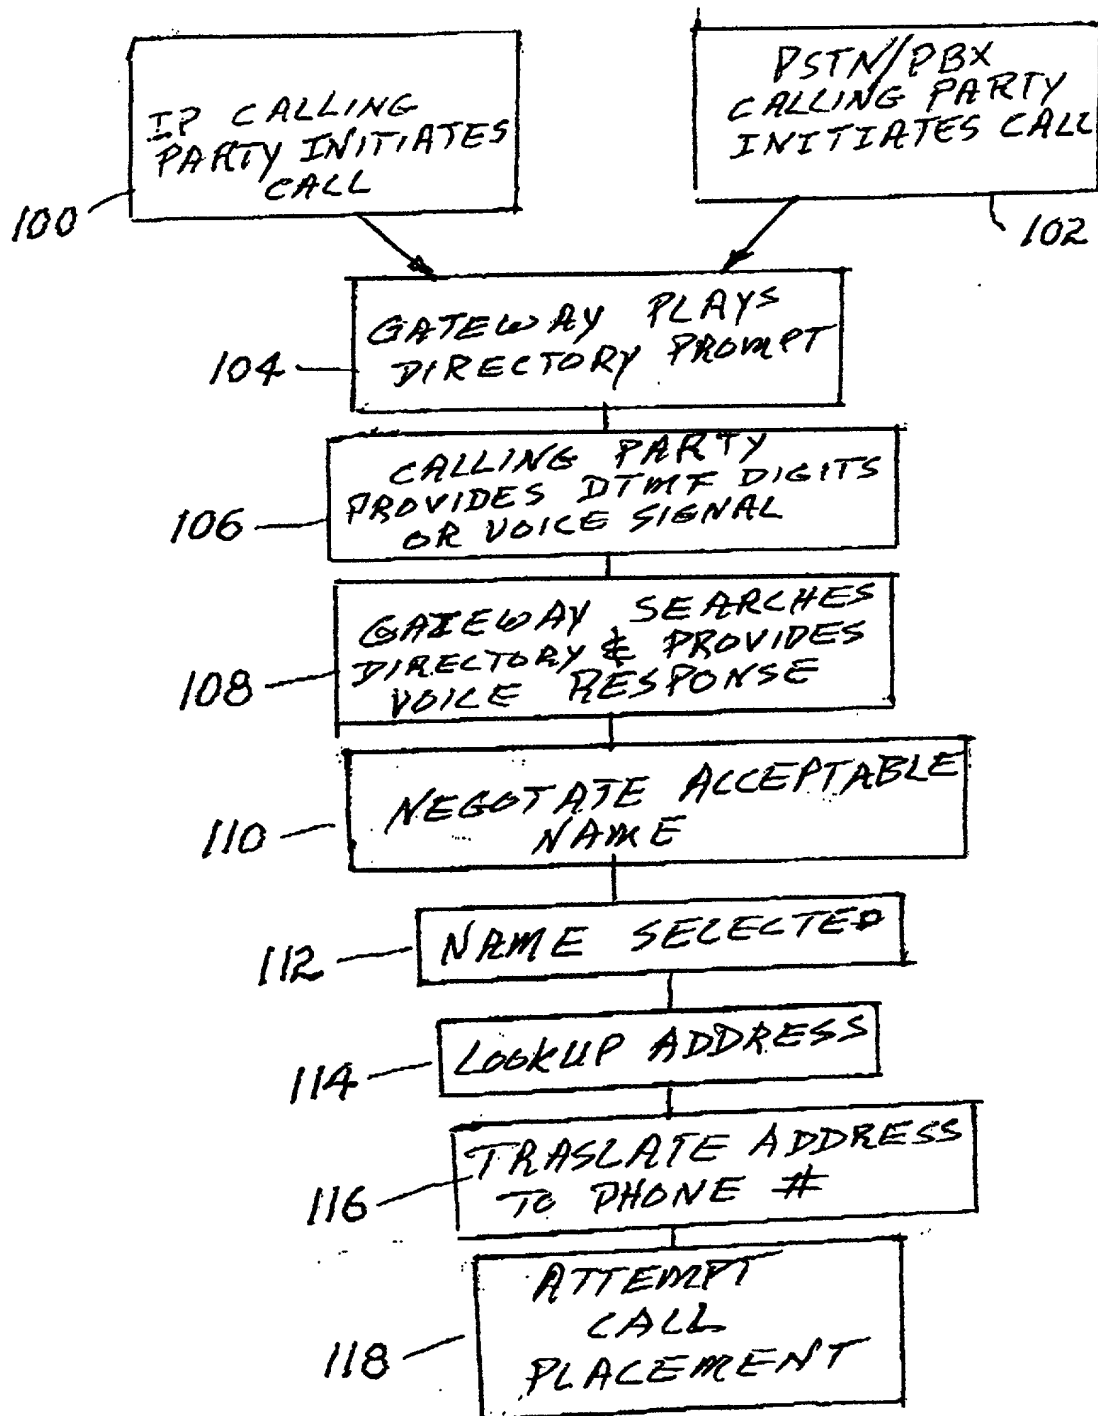 IP CALLING
PARTY INITIATES
CALL
100
PSTN/PBX
CALLING PARTY
INITIATES CALL
102
GATEWAY PLAYS
DIRECTORY PROMPT
104
CALLING PARTY
PROVIDES DTMF DIGITS
OR VOICE SIGNAL
106
GATEWAY SEARCHES
DIRECTORY & PROVIDES
VOICE RESPONSE
108
NEGOTATE ACCEPTABLE
NAME
110
NAME SELECTED
112
LOOKUP ADDRESS
114
TRASLATE ADDRESS
TO PHONE #
116
ATTEMPT
CALL
PLACEMENT
118